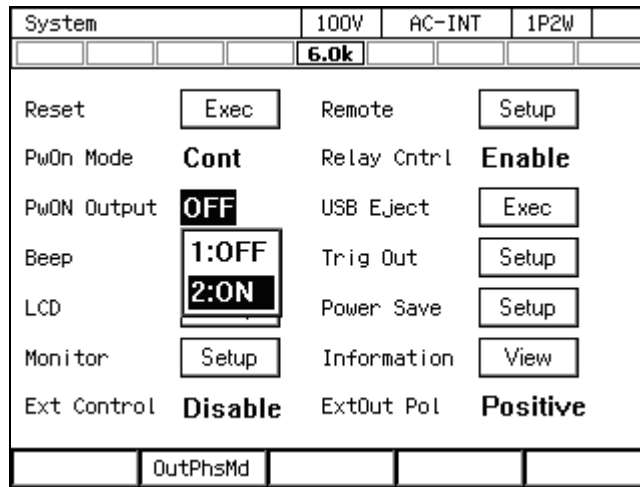 System 100V AC-INT 1P2W
6.0k
Reset Exec Remote Setup
PwOn Mode Cont Relay Cntrl Enable
PwON Output OFF USB Eject Exec
Beep 1:OFF Trig Out Setup
LCD 2:ON Power Save Setup
Monitor Setup Information View
Ext Control Disable ExtOut Pol Positive
OutPhsMd